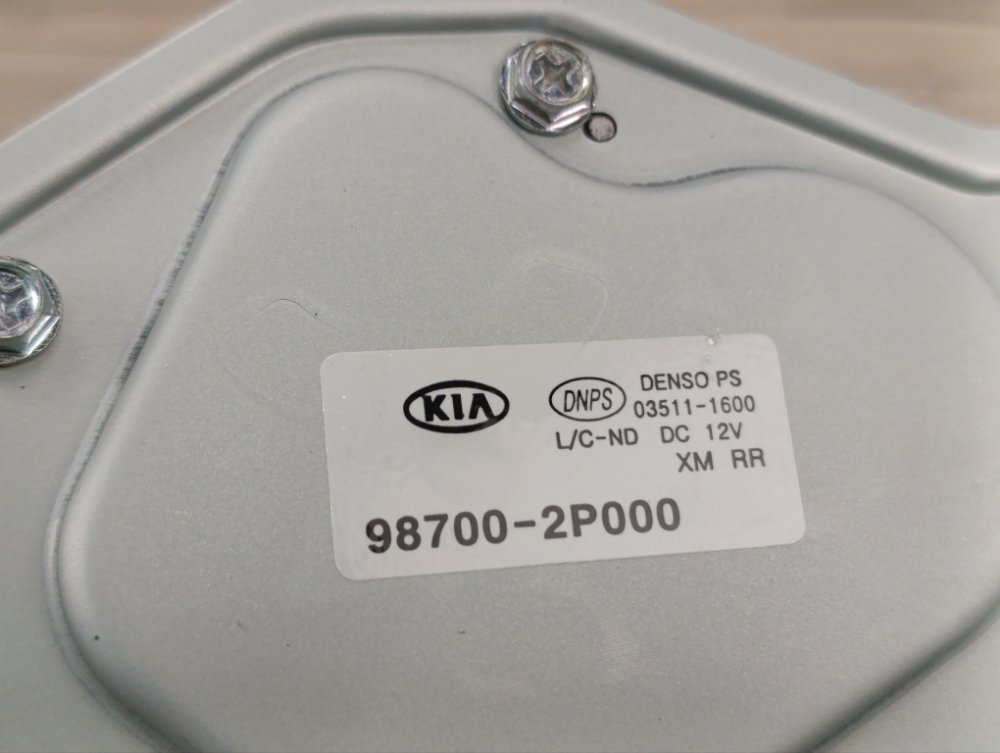 KIA DNPS DENSO PS
03511-1600
L/C-ND DC 12V
XM RR
98700-2P000